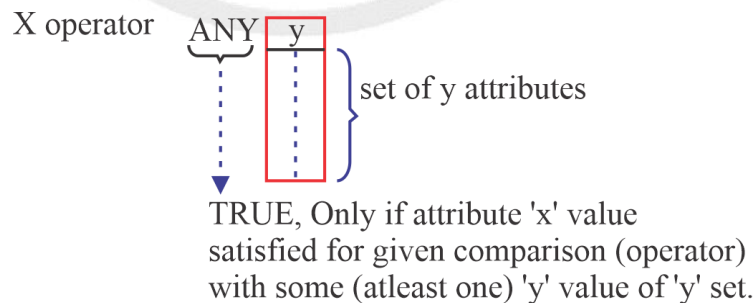 X operator ANY y
set of y attributes
TRUE, Only if attribute 'x' value
satisfied for given comparison (operator)
with some (atleast one) 'y' value of 'y' set.